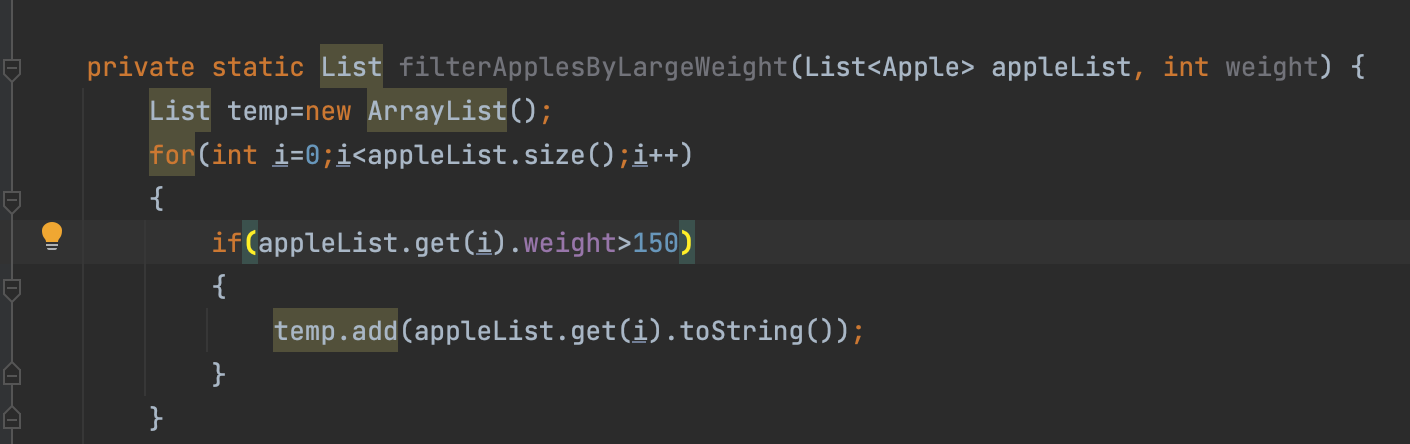 private static List filterApplesByLargeWeight(List<Apple> appleList, int weight) {
List temp=new ArrayList();
for(int i=0;i<appleList.size();i++)
{
if(appleList.get(i).weight>150)
{
temp.add(appleList.get(i).toString());
}
}